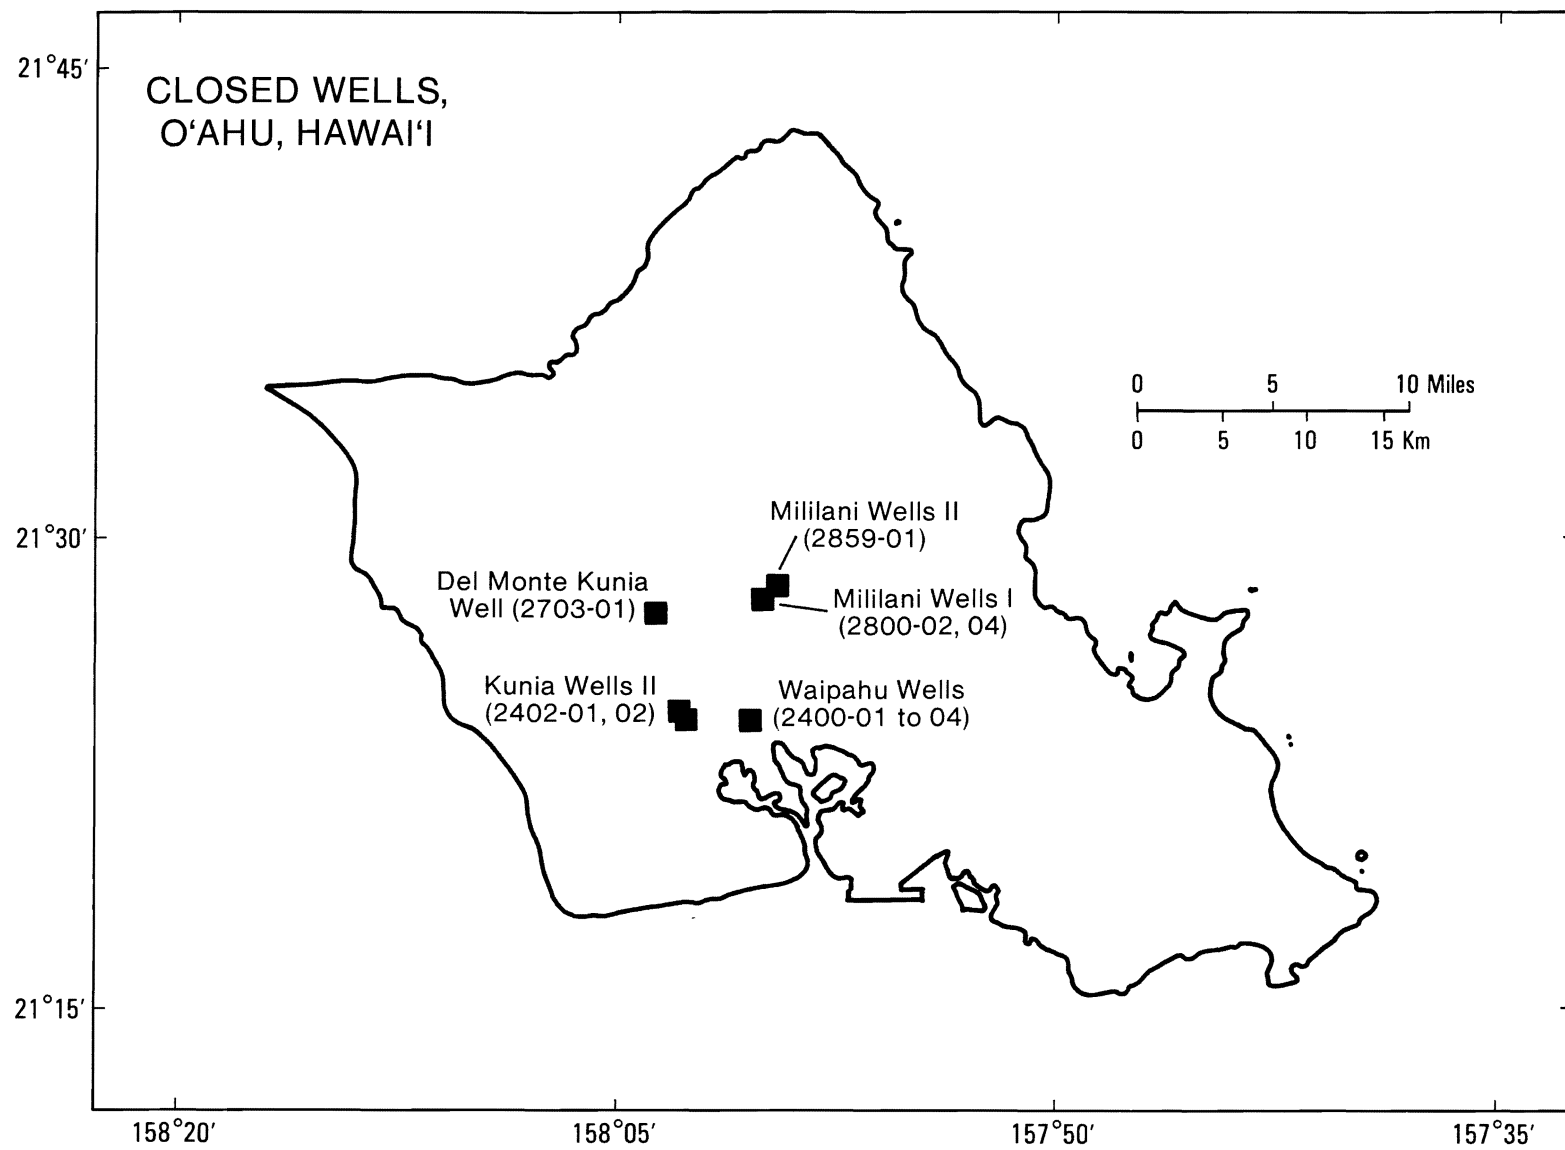 21°45′
CLOSED WELLS,
O‘AHU, HAWAI‘I
0 5 10 Miles
0 5 10 15 Km
Mililani Wells II
(2859-01)
21°30′
Del Monte Kunia
Well (2703-01)
Mililani Wells I
(2800-02, 04)
Kunia Wells II
(2402-01, 02)
Waipahu Wells
(2400-01 to 04)
21°15′
158°20′ 158°05′ 157°50′ 157°35′